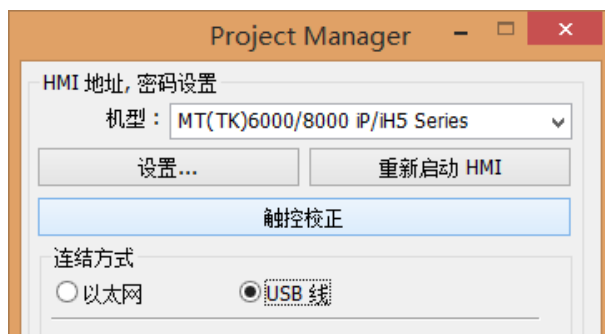 Project Manager
HMI 地址, 密码设置
机型： MT(TK)6000/8000 iP/iH5 Series
设置... 重新启动 HMI
触控校正
连结方式
以太网 USB 线